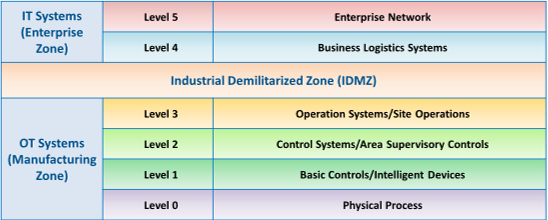 IT Systems
(Enterprise
Zone)
Level 5
Enterprise Network
Level 4
Business Logistics Systems
Industrial Demilitarized Zone (IDMZ)
OT Systems
(Manufacturing
Zone)
Level 3
Operation Systems/Site Operations
Level 2
Control Systems/Area Supervisory Controls
Level 1
Basic Controls/Intelligent Devices
Level 0
Physical Process